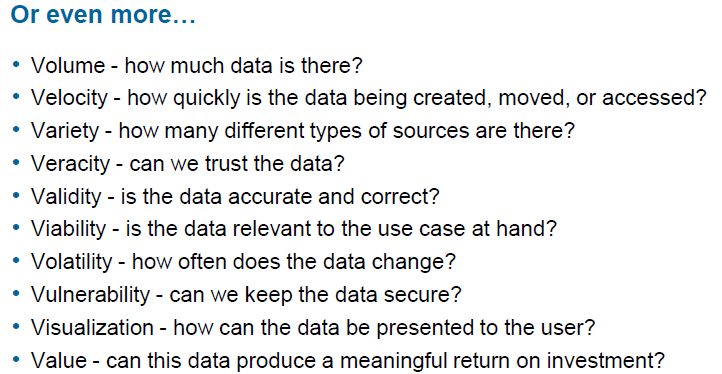 Or even more…
• Volume - how much data is there?
• Velocity - how quickly is the data being created, moved, or accessed?
• Variety - how many different types of sources are there?
• Veracity - can we trust the data?
• Validity - is the data accurate and correct?
• Viability - is the data relevant to the use case at hand?
• Volatility - how often does the data change?
• Vulnerability - can we keep the data secure?
• Visualization - how can the data be presented to the user?
• Value - can this data produce a meaningful return on investment?